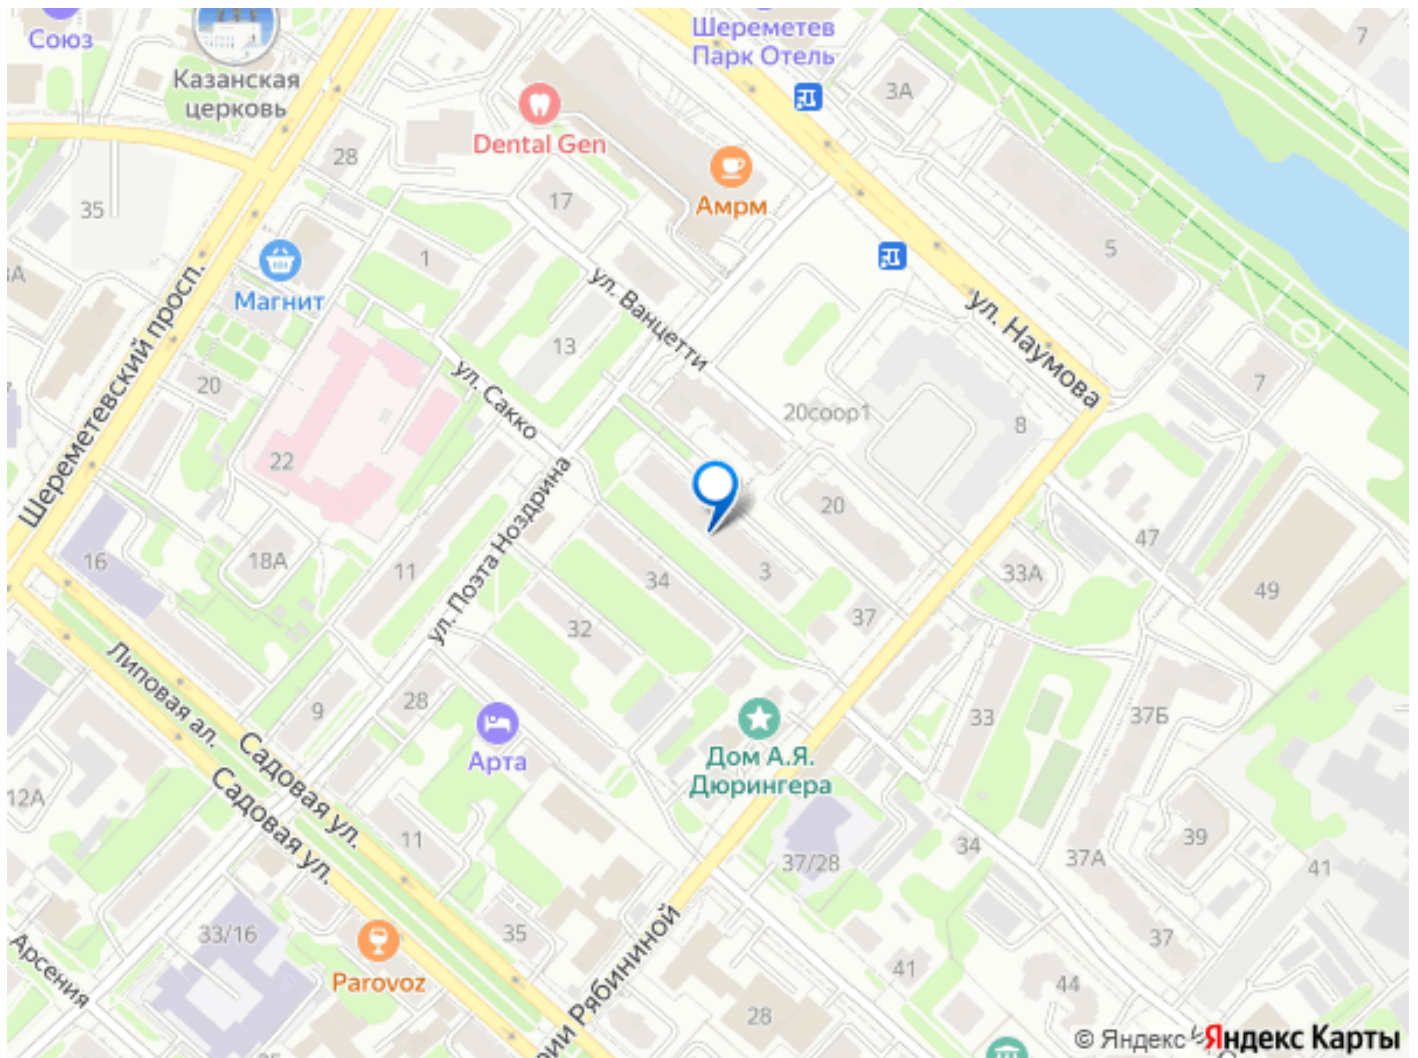 Союз
Казанская
церковь
Шереметев
Парк Отель
7
3А
28
Dental Gen
35
17
Амрм
5
1
3А
Магнит
ул. Ванцетти
ул. Наумова
13
Шереметевский просп.
20
ул. Сакко
7
20соор1
8
22
ул. Поэта Ноздрина
20
16
18А
11
3
47
33А
49
34
37
32
Липовая ал.
9
28
Арта
Дом А.Я.
Дюрингера
33
37Б
12А
Садовая ул.
Садовая ул.
11
37/28
34
37А
39
41
33/16
35
Parovoz
Арсения
рии Рябининой
41
37
44
28
© Яндекс
Яндекс Карты